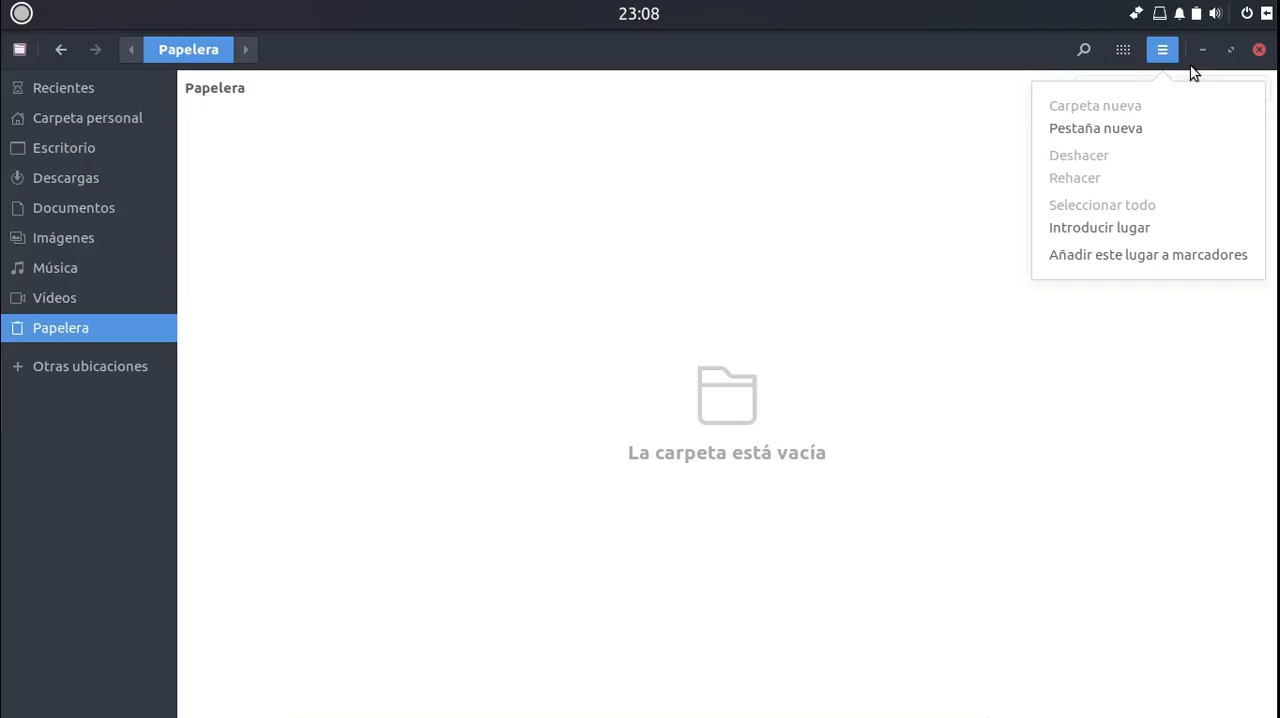 23:08
Papelera
Recientes
Carpeta personal
Escritorio
Descargas
Documentos
Imágenes
Música
Vídeos
Papelera
Otras ubicaciones
Papelera
La carpeta está vacía
Carpeta nueva
Pestaña nueva
Deshacer
Rehacer
Seleccionar todo
Introducir lugar
Añadir este lugar a marcadores